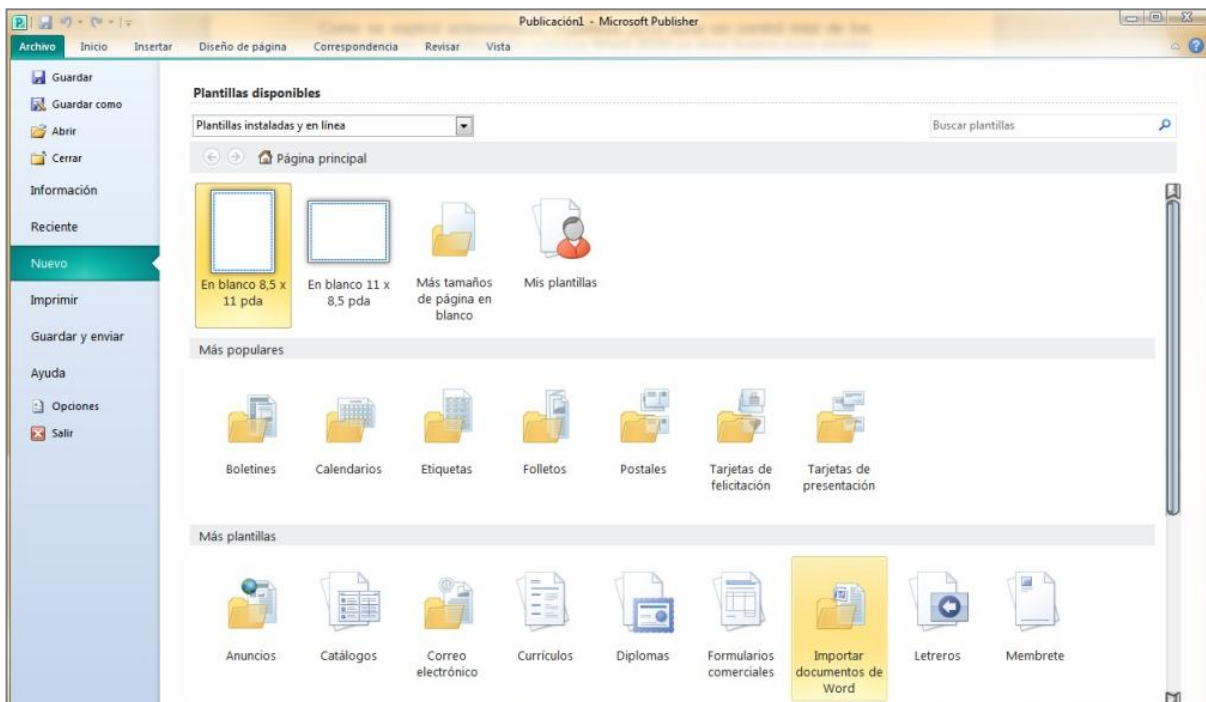 Publicación1 - Microsoft Publisher
Archivo Inicio Insertar Diseño de página Correspondencia Revisar Vista
Guardar
Guardar como
Abrir
Cerrar
Información
Reciente
Nuevo
Imprimir
Guardar y enviar
Ayuda
Opciones
Salir
Plantillas disponibles
Plantillas instaladas y en línea
Buscar plantillas
Página principal
En blanco 8,5 x
11 pda
En blanco 11 x
8,5 pda
Más tamaños
de página en
blanco
Mis plantillas
Más populares
Boletines
Calendarios
Etiquetas
Folletos
Postales
Tarjetas de
felicitación
Tarjetas de
presentación
Más plantillas
Anuncios
Catálogos
Correo
electrónico
Currículos
Diplomas
Formularios
comerciales
Importar
documentos de
Word
Letreros
Membrete